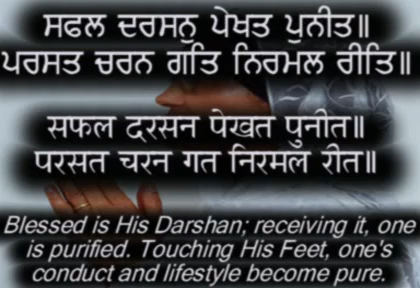 ਸਫਲ ਦਰਸਨੁ ਪੇਖਤ ਪੁਨੀਤ॥
ਪਰਸਤ ਚਰਨ ਗਤਿ ਨਿਰਮਲ ਰੀਤਿ॥
सफल दरसन पेखत पुनीत॥
परसत चरन गत निरमल रीत॥
Blessed is His Darshan; receiving it, one
is purified. Touching His Feet, one's
conduct and lifestyle become pure.